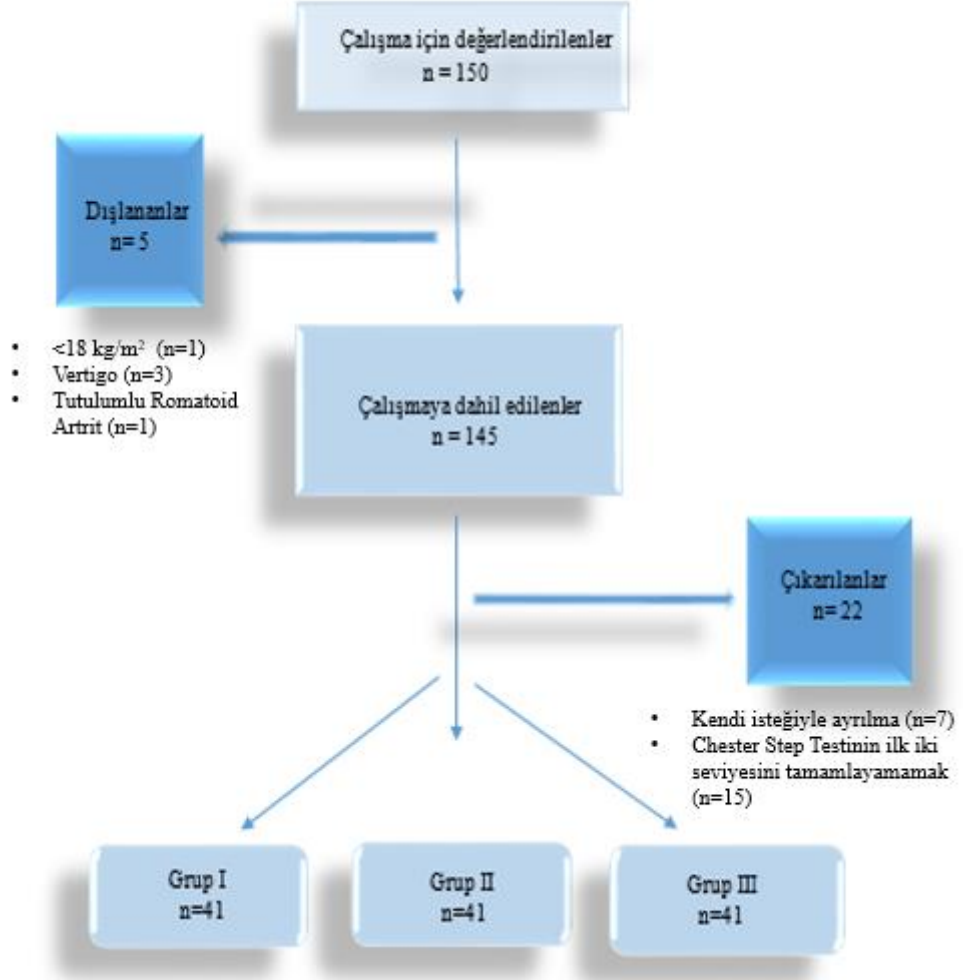 Çalışma için değerlendirilenler
n = 150
Dışlananlar
n= 5
• <18 kg/m² (n=1)
• Vertigo (n=3)
• Tutulumlu Romatoid
Artrit (n=1)
Çalışmaya dahil edilenler
n = 145
Çıkarılanlar
n= 22
• Kendi isteğiyle ayrılma (n=7)
• Chester Step Testinin ilk iki
seviyesini tamamlayamamak
(n=15)
Grup I
n=41
Grup II
n=41
Grup III
n=41